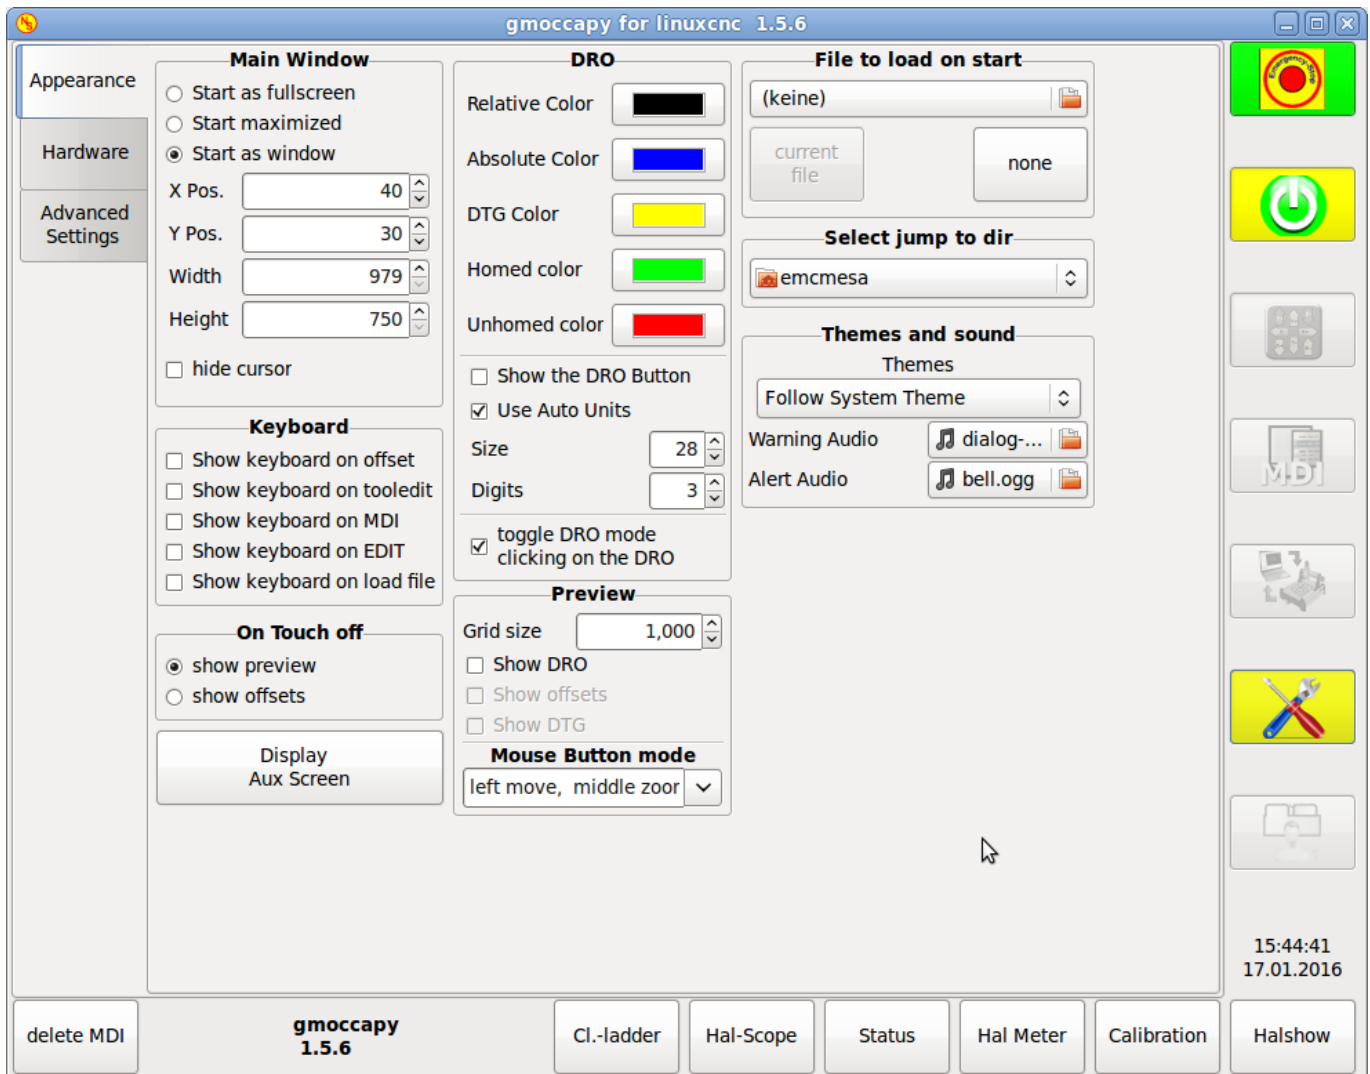 gmoccapy for linuxcnc 1.5.6
Appearance
Hardware
Advanced
Settings
Main Window
Start as fullscreen
Start maximized
Start as window
X Pos.
40
Y Pos.
30
Width
979
Height
750
hide cursor
Keyboard
Show keyboard on offset
Show keyboard on tooledit
Show keyboard on MDI
Show keyboard on EDIT
Show keyboard on load file
On Touch off
show preview
show offsets
Display
Aux Screen
DRO
Relative Color
Absolute Color
DTG Color
Homed color
Unhomed color
Show the DRO Button
Use Auto Units
Size
28
Digits
3
toggle DRO mode
clicking on the DRO
Preview
Grid size
1,000
Show DRO
Show offsets
Show DTG
Mouse Button mode
left move, middle zoor
File to load on start
(keine)
current
file
none
Select jump to dir
emcmesa
Themes and sound
Themes
Follow System Theme
Warning Audio
dialog-...
Alert Audio
bell.ogg
Emergency-Stop
MDI
15:44:41
17.01.2016
delete MDI
gmoccapy
1.5.6
Cl.-ladder
Hal-Scope
Status
Hal Meter
Calibration
Halshow